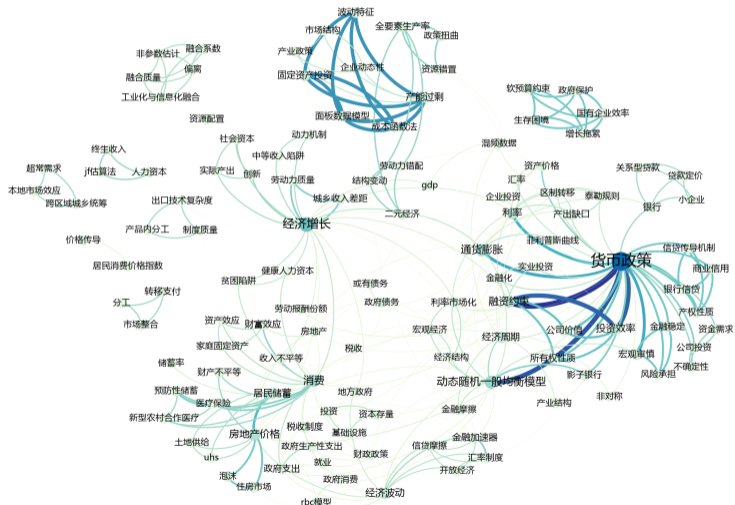 波动特征
市场结构
全要素生产率
政策扭曲
非参数估计
融合系数
产业政策
企业动态性
资源错置
融合质量
偏离
固定资产投资
产能过剩
工业化与信息化融合
软预算约束
政府保护
面板数据模型
成本函数法
生存困境
国有企业效率
增长拖累
资源配置
社会资本
动力机制
混频数据
终生收入
中等收入陷阱
超常需求
jf估算法
人力资本
实际产出
创新
劳动力质量
劳动力错配
结构变动
gdp
资产价格
汇率
关系型贷款
贷款定价
本地市场效应
跨区域城乡统筹
出口技术复杂度
城乡收入差距
二元经济
企业投资
区制转移
泰勒规则
小企业
利率
产出缺口
银行
产品内分工
制度质量
经济增长
价格传导
通货膨胀
菲利普斯曲线
货币政策
信贷传导机制
居民消费价格指数
健康人力资本
金融化
实业投资
商业信用
贫困陷阱
或有债务
银行信贷
转移支付
分工
政府债务
利率市场化
融资约束
产权性质
劳动报酬份额
市场整合
资产效应
财富效应
房地产
宏观经济
经济周期
公司价值
投资效率
金融稳定
资金需求
家庭固定资产
税收
公司投资
储蓄率
收入不平等
经济结构
所有权性质
宏观审慎
不确定性
财产不平等
消费
动态随机一般均衡模型
影子银行
风险承担
预防性储蓄
居民储蓄
地方政府
医疗保险
产业结构
非对称
新型农村合作医疗
投资
资本存量
金融摩擦
税收制度
基础设施
房地产价格
土地供给
政府生产性支出
财政政策
信贷摩擦
金融加速器
uhs
就业
汇率制度
政府支出
开放经济
泡沫
政府消费
住房市场
经济波动
rbc模型